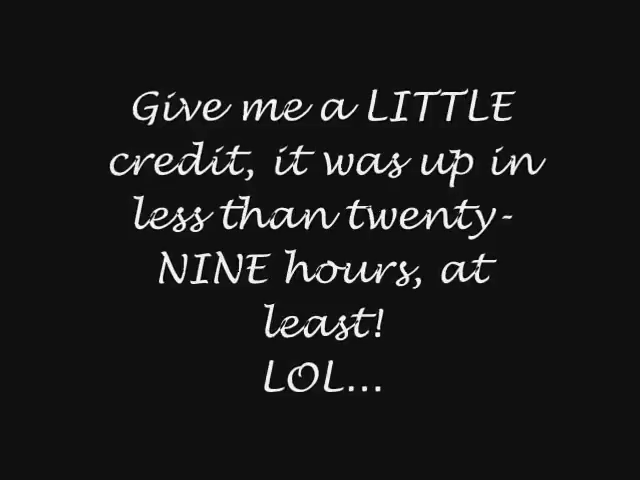 Give me a LITTLE
credit, it was up in
less than twenty-
NINE hours, at
least!
LOL...